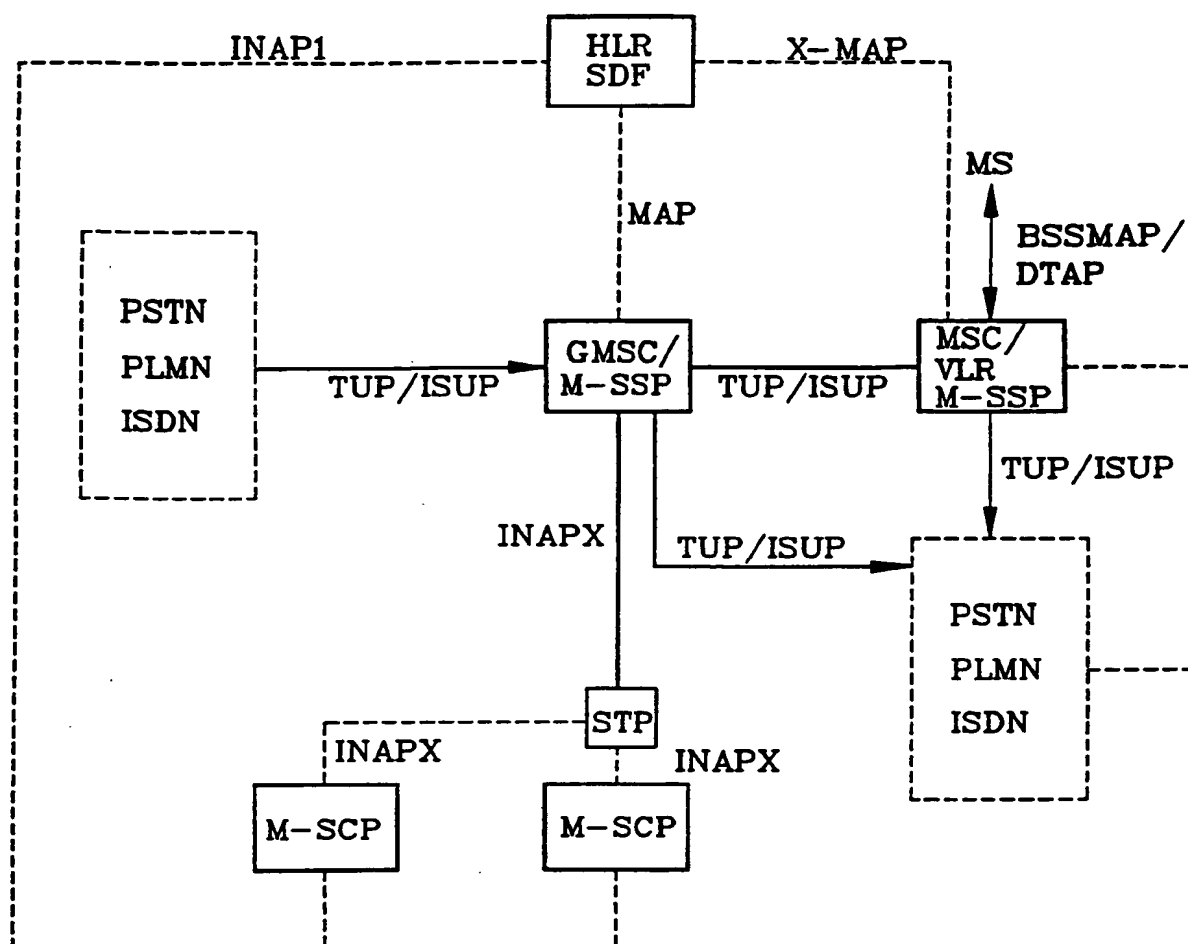 INAP1
HLR
SDF
X-MAP
MS
MAP
BSSMAP/
DTAP
PSTN
PLMN
ISDN
TUP/ISUP
GMSC/
M-SSP
TUP/ISUP
MSC/
VLR
M-SSP
TUP/ISUP
INAPX
TUP/ISUP
PSTN
PLMN
ISDN
STP
INAPX
INAPX
M-SCP
M-SCP